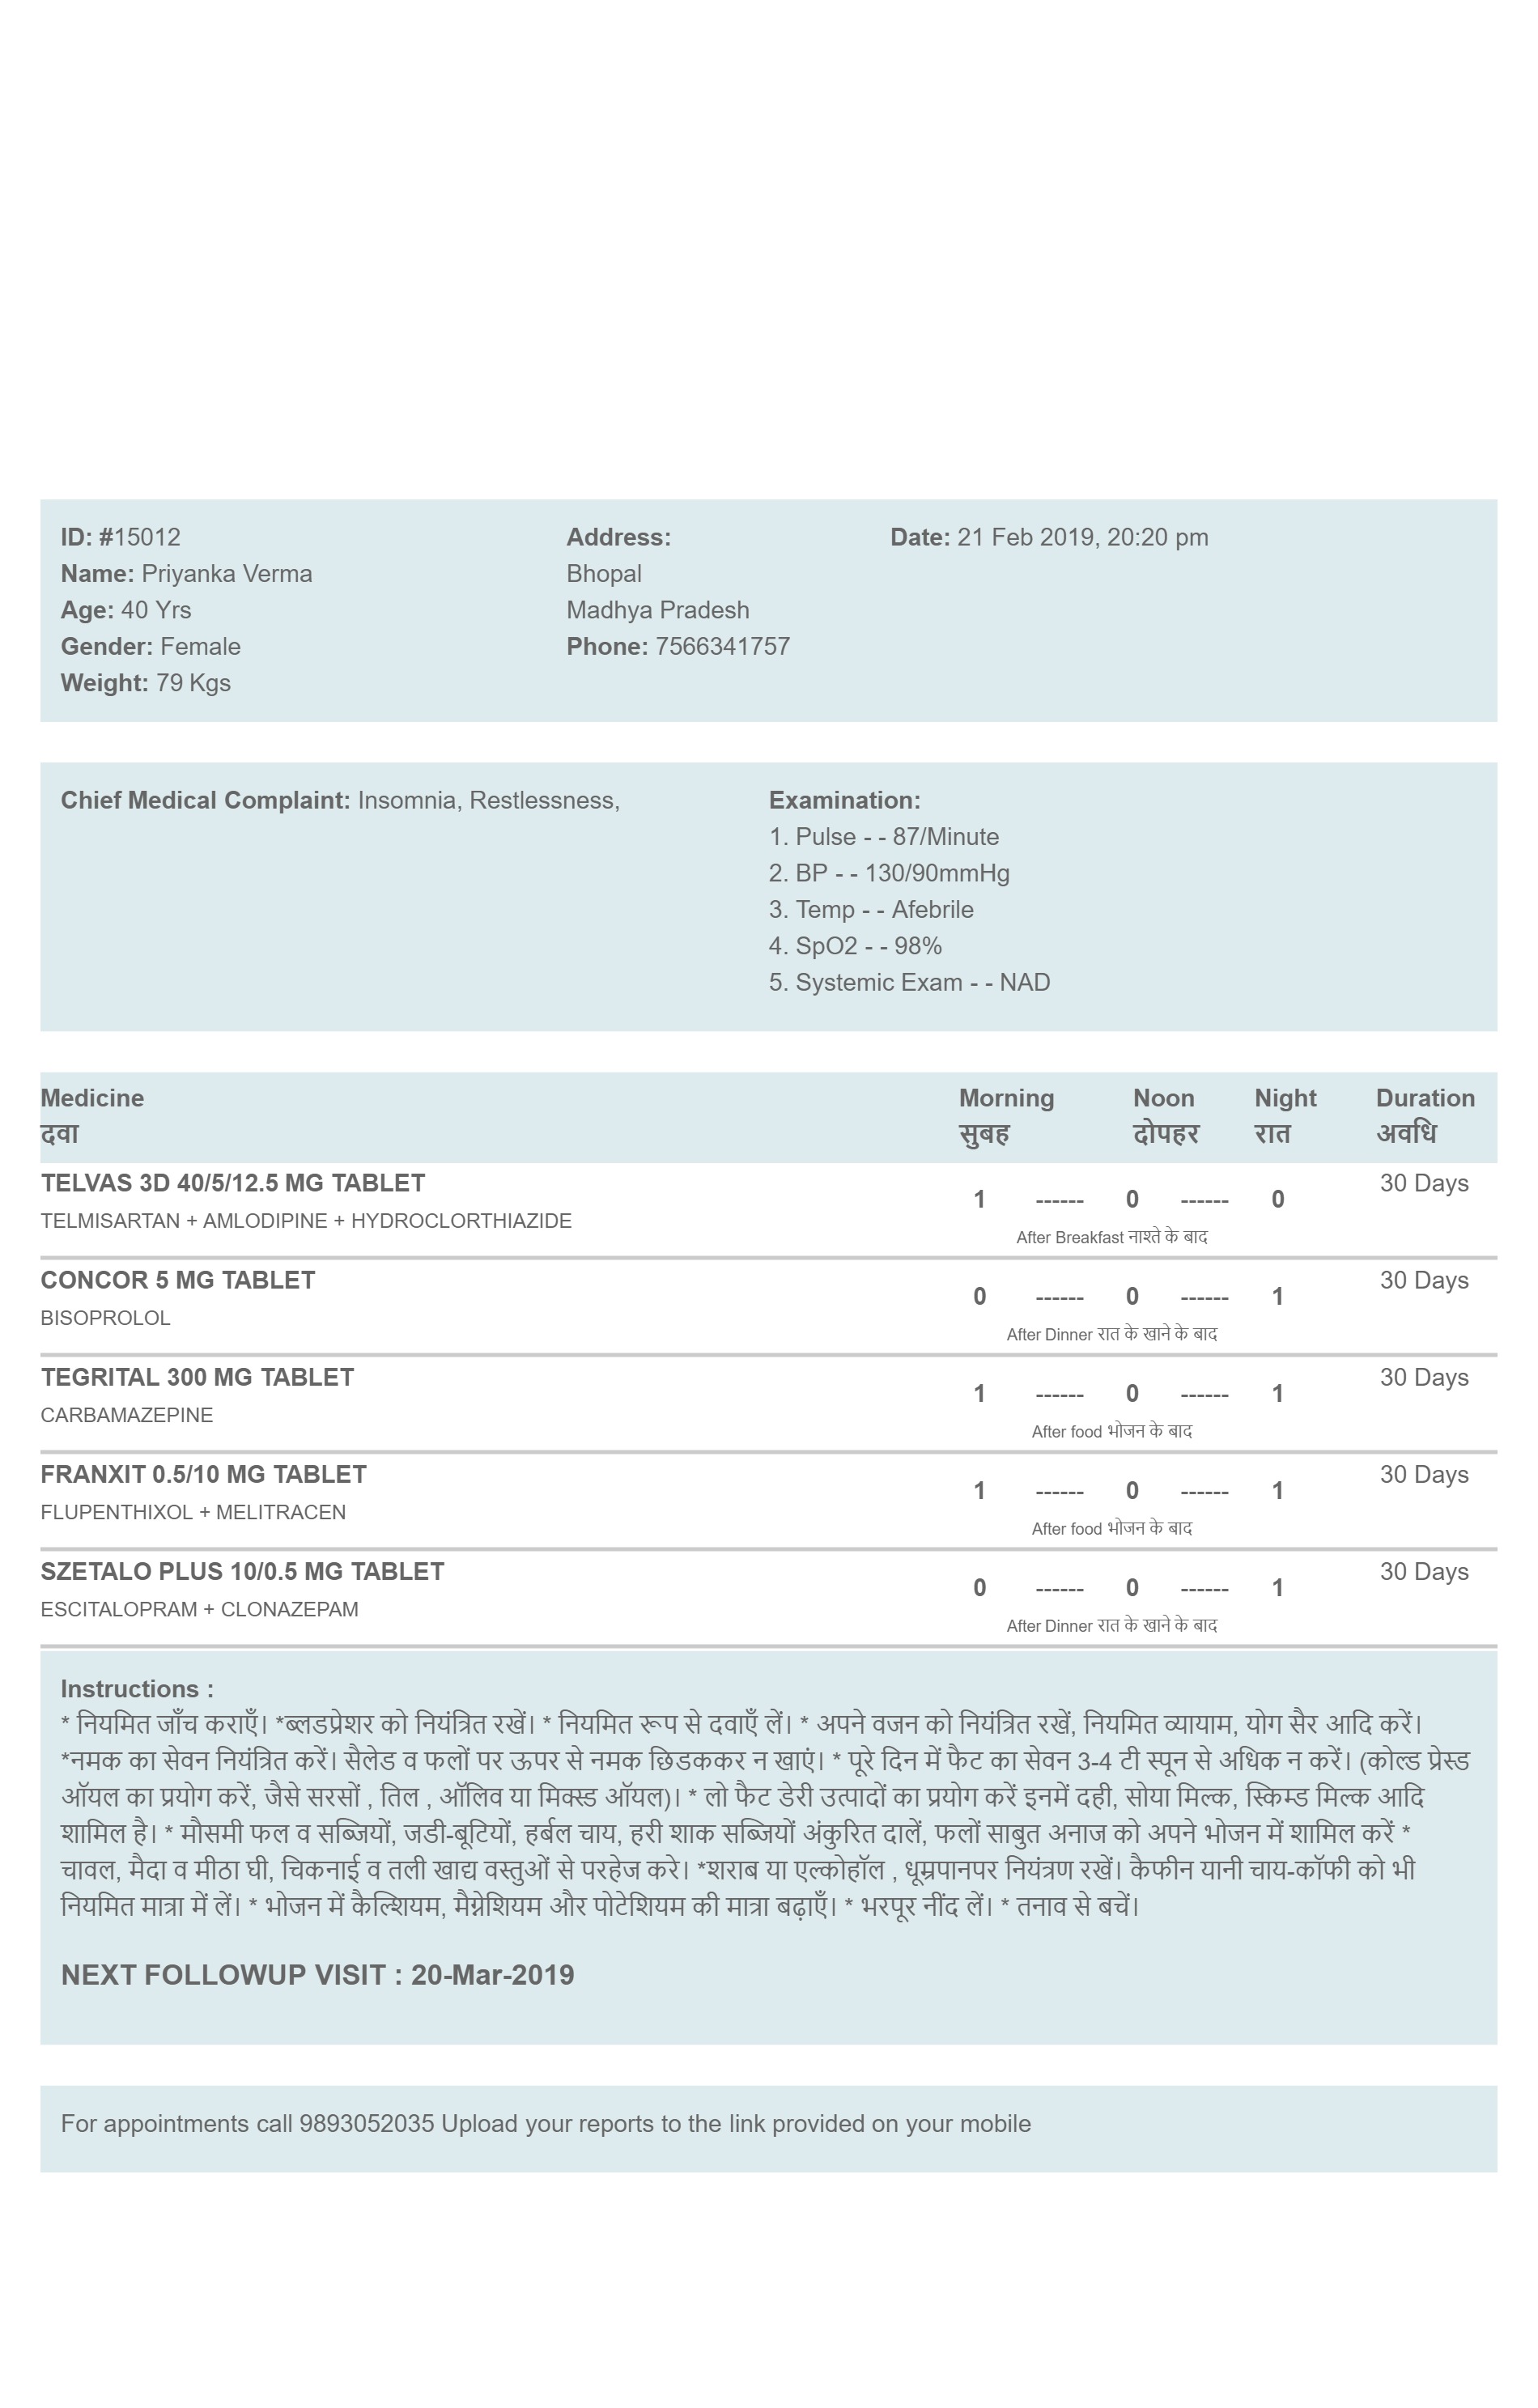 ID: #15012
Name: Priyanka Verma
Age: 40 Yrs
Gender: Female
Weight: 79 Kgs
Address:
Bhopal
Madhya Pradesh
Phone: 7566341757
Date: 21 Feb 2019, 20:20 pm
Chief Medical Complaint: Insomnia, Restlessness,
Examination:
1. Pulse - - 87/Minute
2. BP - - 130/90mmHg
3. Temp - - Afebrile
4. SpO2 - - 98%
5. Systemic Exam - - NAD
Medicine Morning Noon Night Duration
दवा सुबह दोपहर रात अवधि
TELVAS 3D 40/5/12.5 MG TABLET 1 ------ 0 ------ 0 30 Days
TELMISARTAN + AMLODIPINE + HYDROCLORTHIAZIDE
After Breakfast नाश्ते के बाद
CONCOR 5 MG TABLET 0 ------ 0 ------ 1 30 Days
BISOPROLOL
After Dinner रात के खाने के बाद
TEGRITAL 300 MG TABLET 1 ------ 0 ------ 1 30 Days
CARBAMAZEPINE
After food भोजन के बाद
FRANXIT 0.5/10 MG TABLET 1 ------ 0 ------ 1 30 Days
FLUPENTHIXOL + MELITRACEN
After food भोजन के बाद
SZETALO PLUS 10/0.5 MG TABLET 0 ------ 0 ------ 1 30 Days
ESCITALOPRAM + CLONAZEPAM
After Dinner रात के खाने के बाद
Instructions :
* नियमित जाँच कराएँ। *ब्लडप्रेशर को नियंत्रित रखें। * नियमित रूप से दवाएँ लें। * अपने वजन को नियंत्रित रखें, नियमित व्यायाम, योग सैर आदि करें।
*नमक का सेवन नियंत्रित करें। सैलेड व फलों पर ऊपर से नमक छिडककर न खाएं। * पूरे दिन में फैट का सेवन 3-4 टी स्पून से अधिक न करें। (कोल्ड प्रेस्ड
ऑयल का प्रयोग करें, जैसे सरसों , तिल , ऑलिव या मिक्स्ड ऑयल)। * लो फैट डेरी उत्पादों का प्रयोग करें इनमें दही, सोया मिल्क, स्किम्ड मिल्क आदि
शामिल है। * मौसमी फल व सब्जियों, जडी-बूटियों, हर्बल चाय, हरी शाक सब्जियों अंकुरित दालें, फलों साबुत अनाज को अपने भोजन में शामिल करें *
चावल, मैदा व मीठा घी, चिकनाई व तली खाद्य वस्तुओं से परहेज करे। *शराब या एल्कोहॉल , धूम्रपानपर नियंत्रण रखें। कैफीन यानी चाय-कॉफी को भी
नियमित मात्रा में लें। * भोजन में कैल्शियम, मैग्नेशियम और पोटेशियम की मात्रा बढ़ाएँ। * भरपूर नींद लें। * तनाव से बचें।
NEXT FOLLOWUP VISIT : 20-Mar-2019
For appointments call 9893052035 Upload your reports to the link provided on your mobile